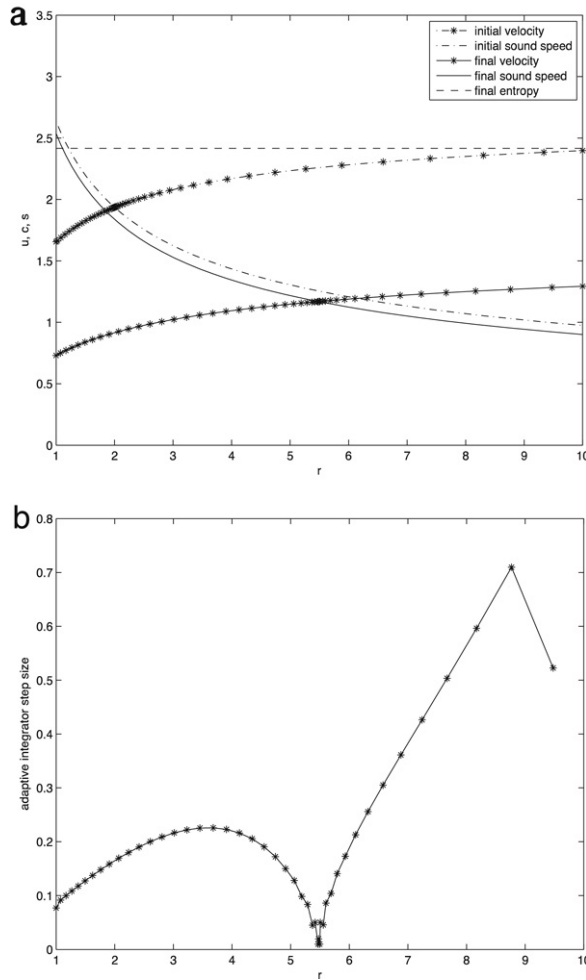 a
3.5
3
2.5
2
1.5
1
0.5
0
u, c, s
initial velocity
initial sound speed
final velocity
final sound speed
final entropy
1 2 3 4 5 6 7 8 9 10
r
b
0.8
0.7
0.6
0.5
0.4
0.3
0.2
0.1
0
adaptive integrator step size
1 2 3 4 5 6 7 8 9 10
r